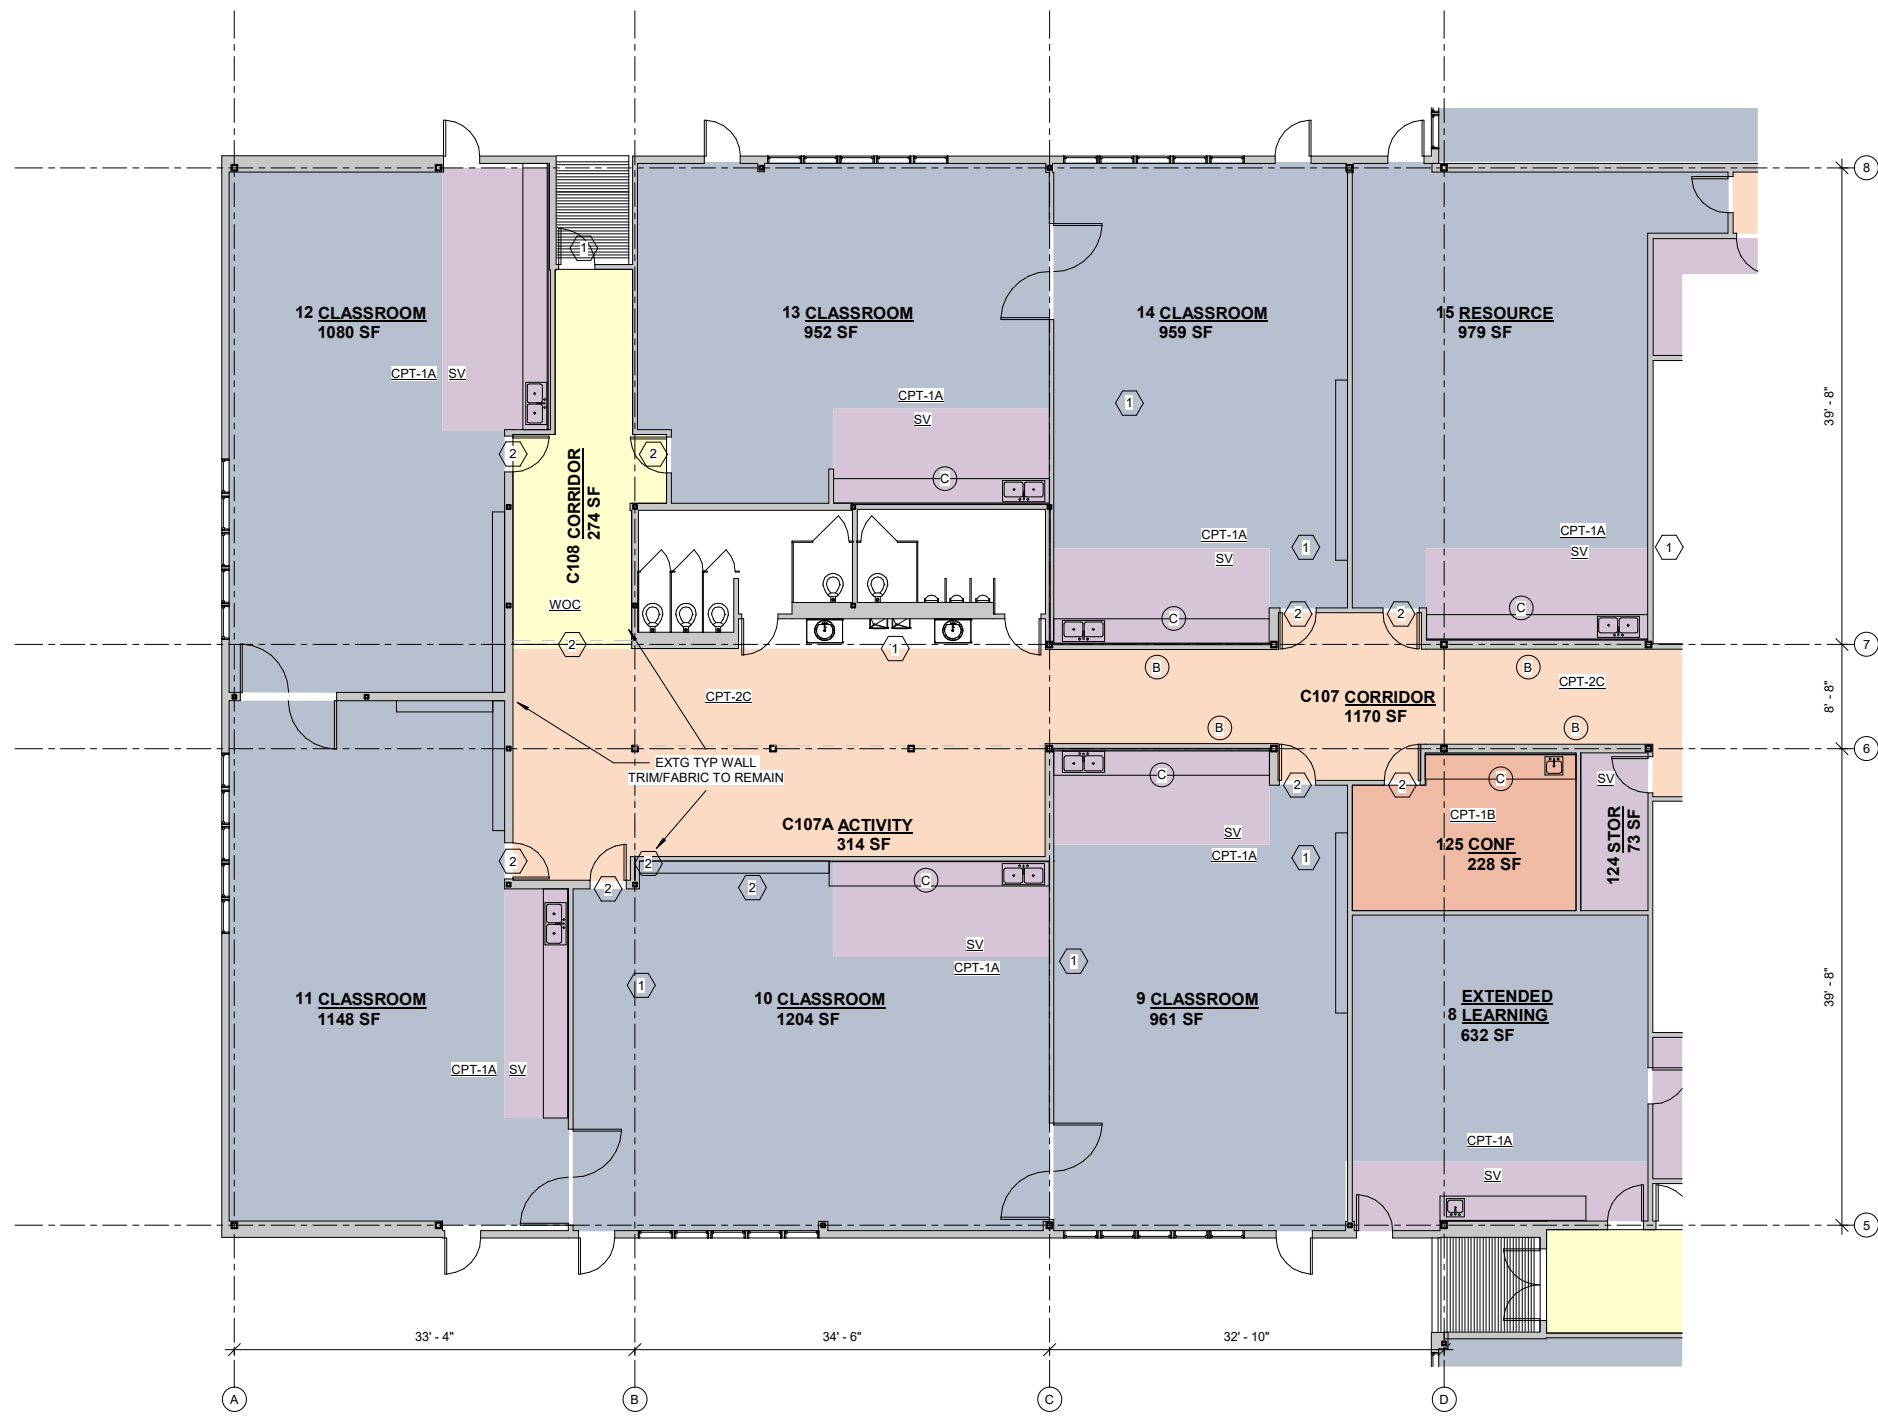 8
12 CLASSROOM
1080 SF
13 CLASSROOM
952 SF
14 CLASSROOM
959 SF
15 RESOURCE
979 SF
1
CPT-1A SV
CPT-1A
SV
C
1
39' - 8"
2
2
C108 CORRIDOR
274 SF
WOC
2
CPT-1A
SV
1
C
2
CPT-1A
SV
1
C
2
1
7
CPT-2C
B
B
CPT-2C
C107 CORRIDOR
1170 SF
B
B
8' - 8"
6
EXTG TYP WALL
TRIM/FABRIC TO REMAIN
C107A ACTIVITY
314 SF
2
2
2
2
C
C
SV
CPT-1A
1
2
2
C
CPT-1B
125 CONF
228 SF
SV
124 STOR
73 SF
SV
CPT-1A
1
1
11 CLASSROOM
1148 SF
10 CLASSROOM
1204 SF
9 CLASSROOM
961 SF
EXTENDED
8 LEARNING
632 SF
39' - 8"
CPT-1A SV
CPT-1A
SV
5
33' - 4"
34' - 6"
32' - 10"
A
B
C
D